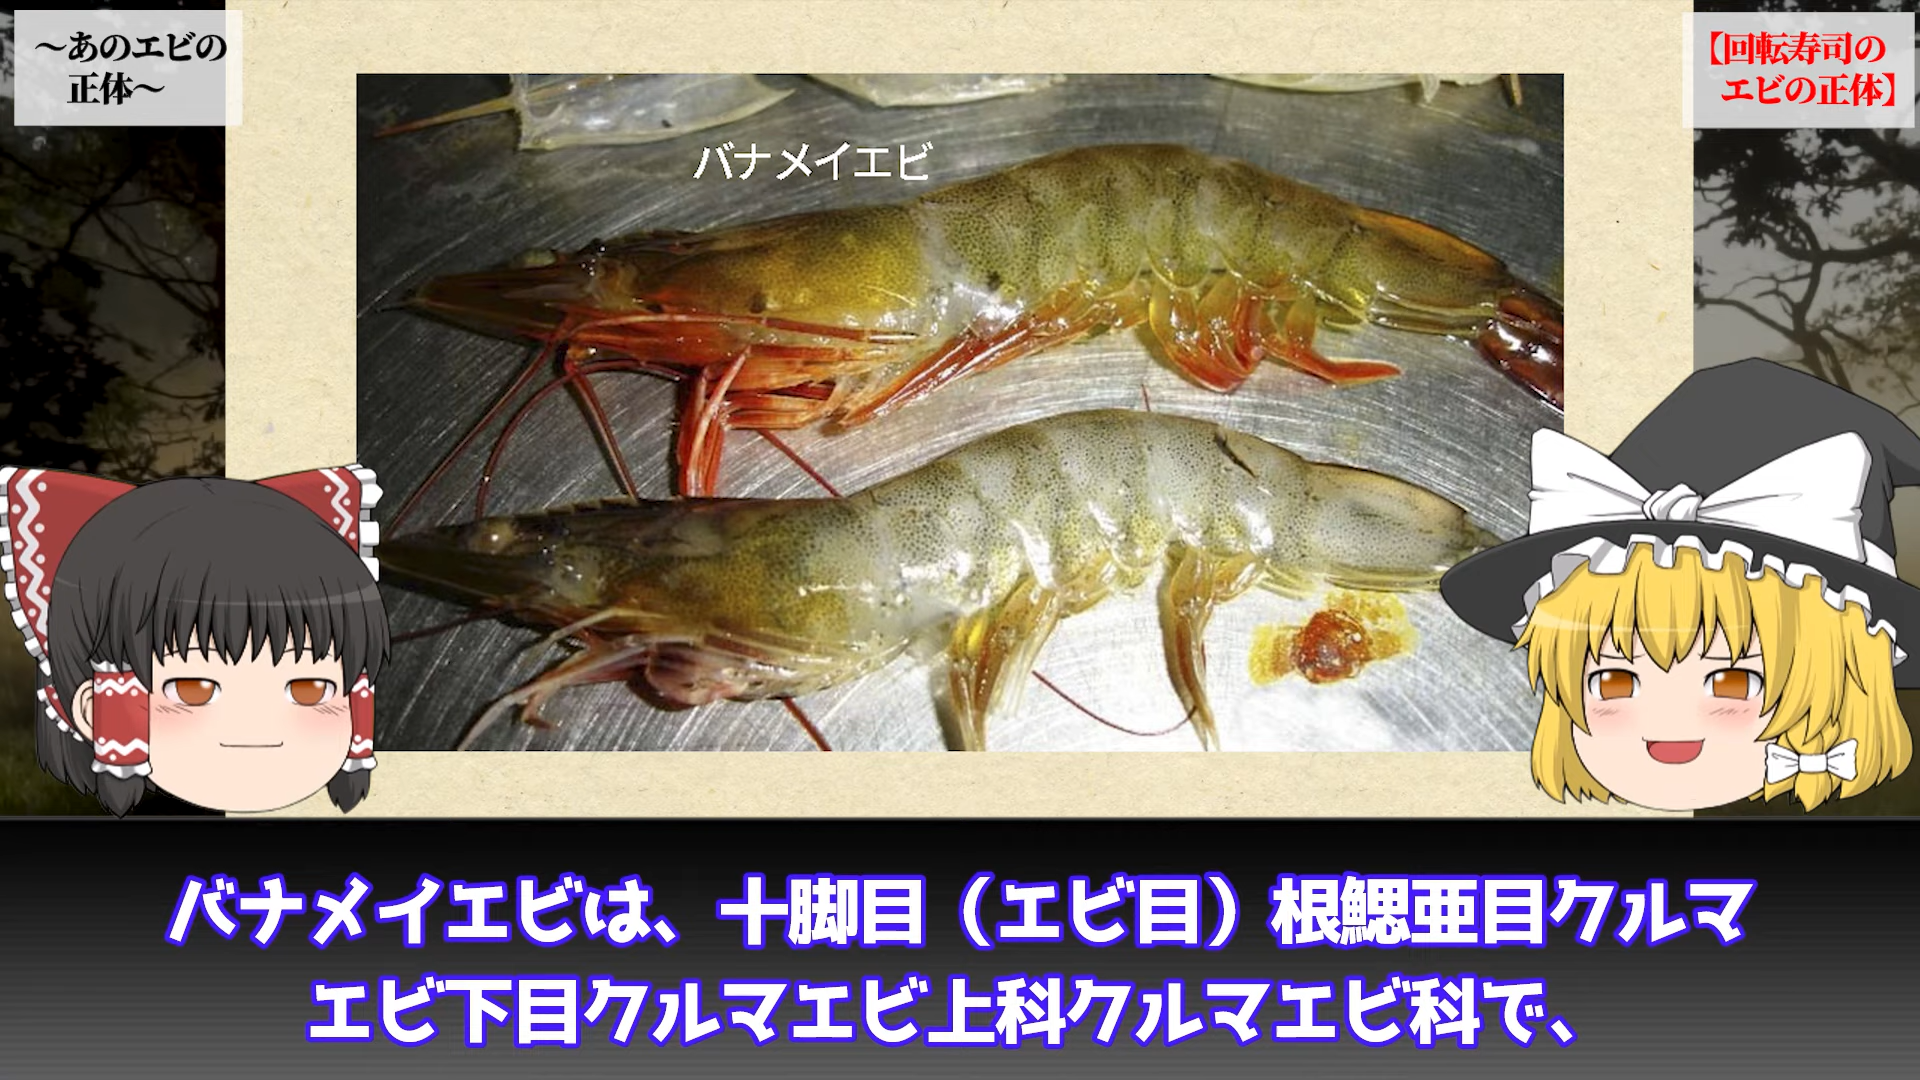 ～あのエビの
正体～
【回転寿司の
エビの正体】
バナメイエビ
バナメイエビは、十脚目（エビ目）根鰓亜目クルマ
エビ下目クルマエビ上科クルマエビ科で、